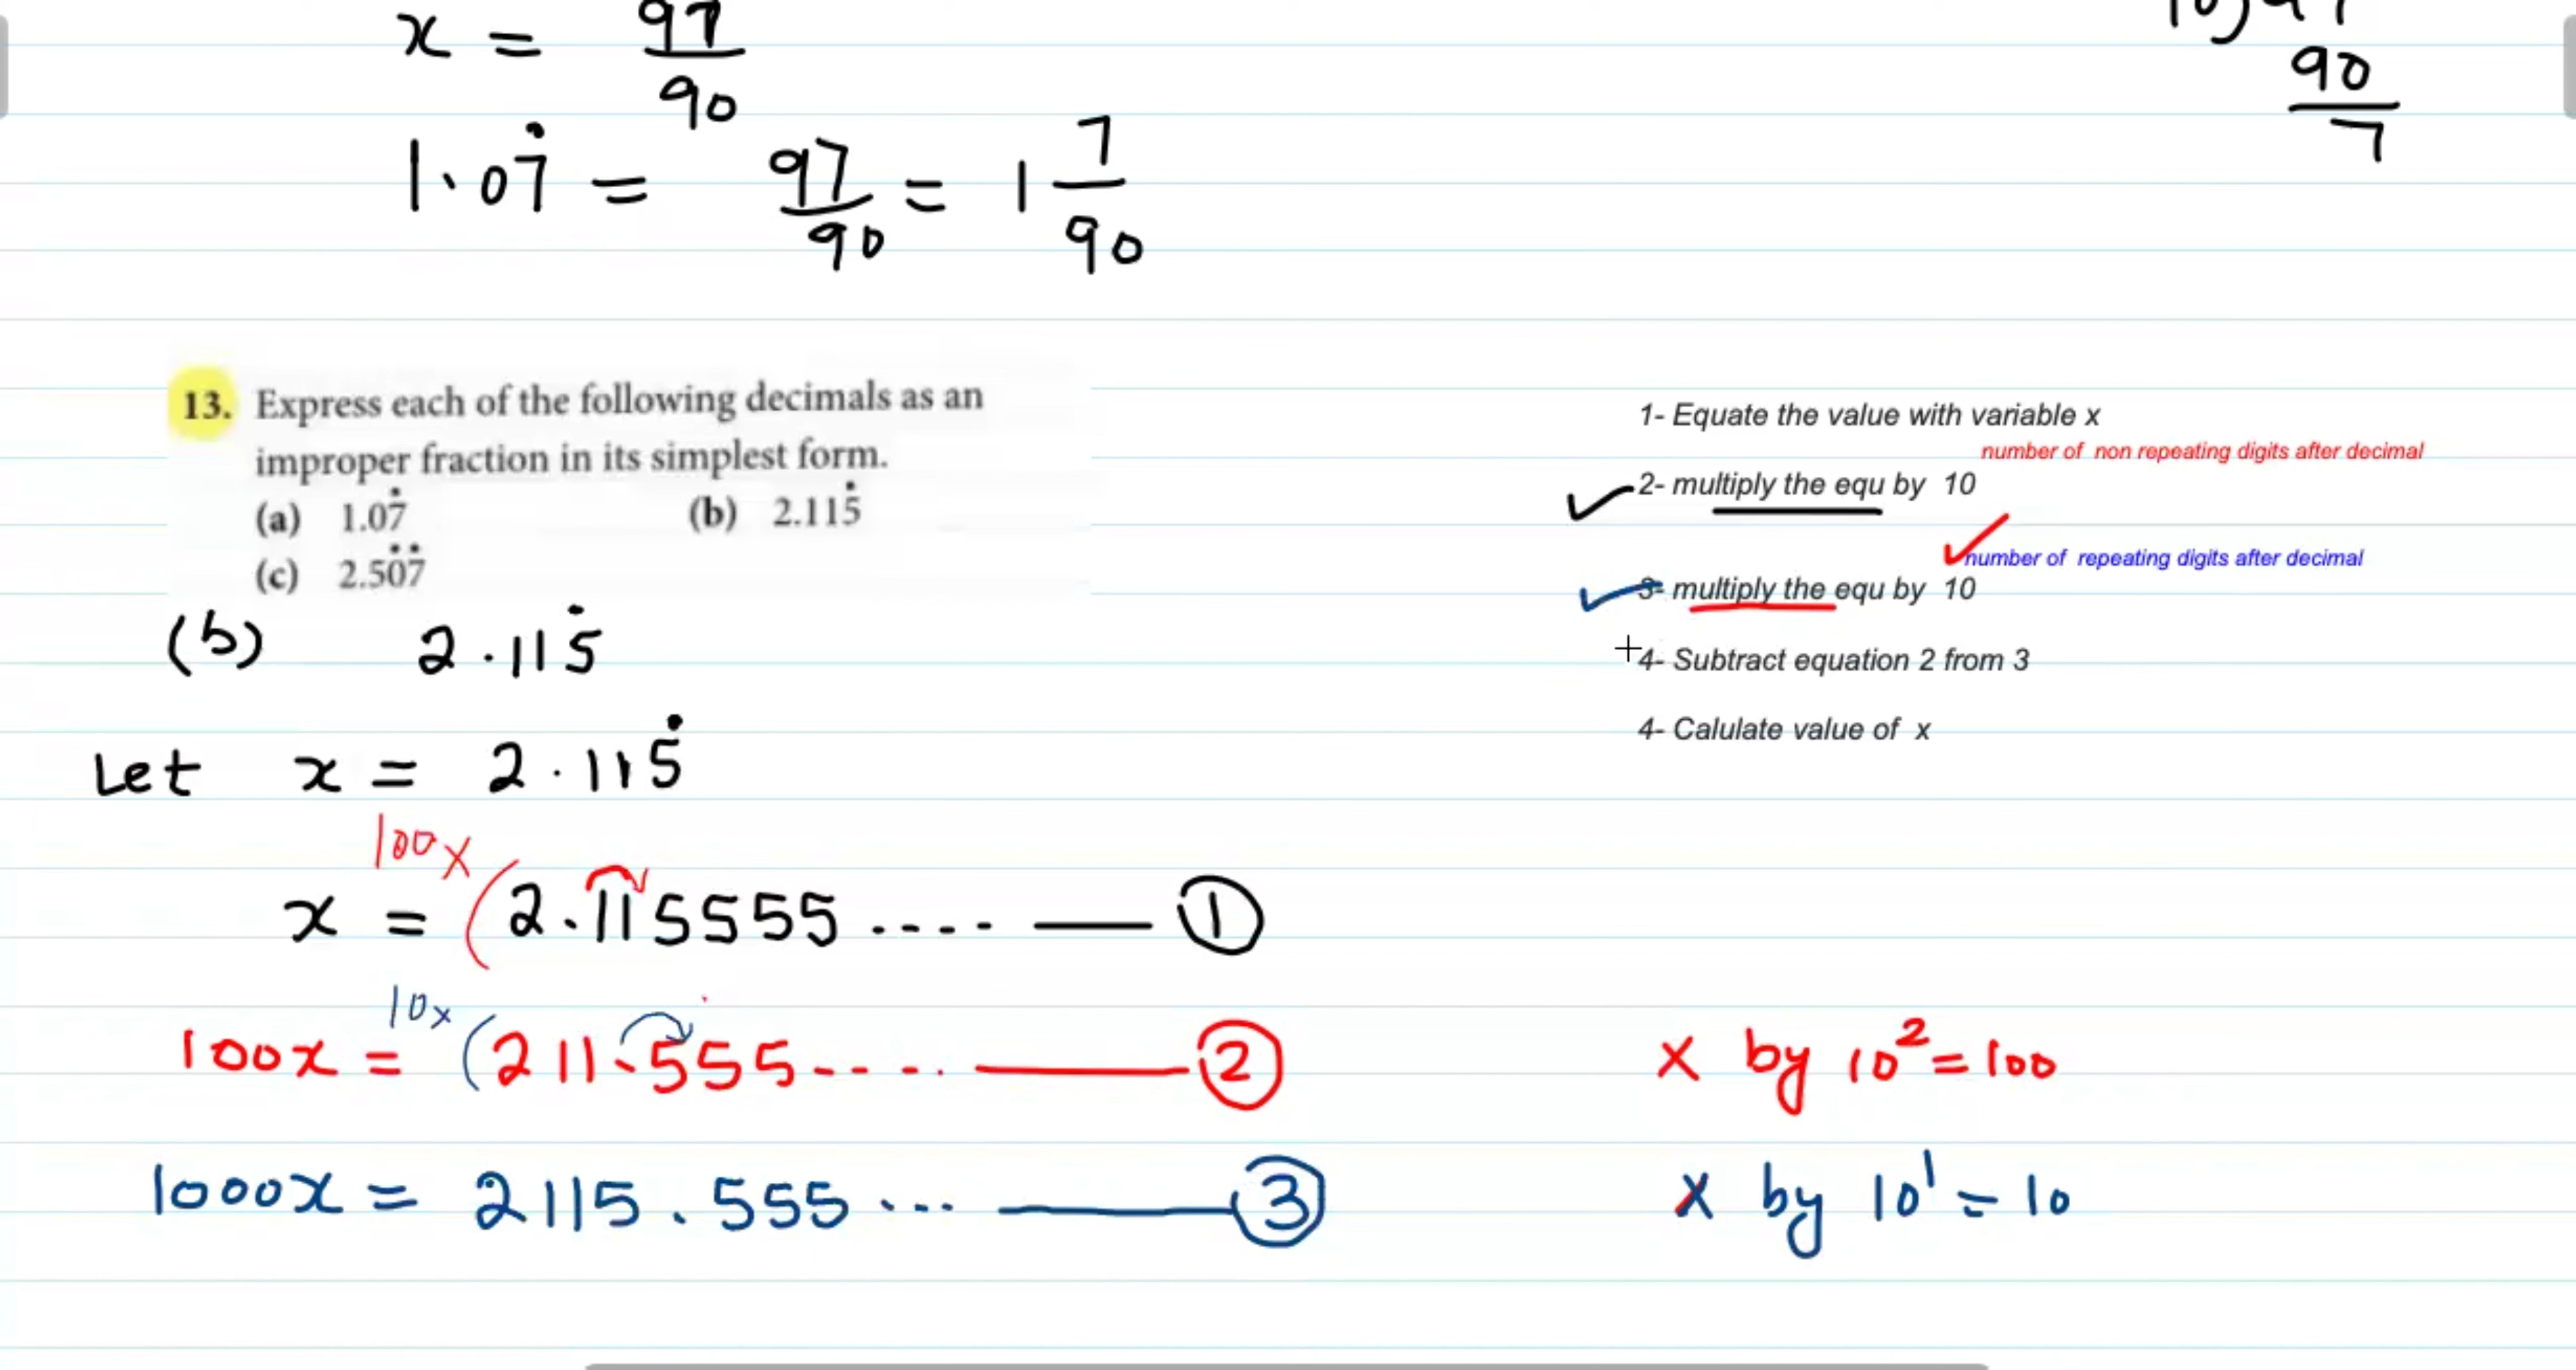 x = 97/90
90
7
1.07̇ = 97/90 = 1 7/90
13. Express each of the following decimals as an
improper fraction in its simplest form.
(a) 1.07̇ (b) 2.115̇
(c) 2.50̇7̇
1- Equate the value with variable x
number of non repeating digits after decimal
2- multiply the equ by 10
number of repeating digits after decimal
3- multiply the equ by 10
4- Subtract equation 2 from 3
4- Calulate value of x
(b) 2.115̇
Let x = 2.115̇
100x
x = (2.115555.... — ①
10x
100x = (211.555..... — ②
x by 10² = 100
1000x = 2115.555... — ③
x by 10¹ = 10